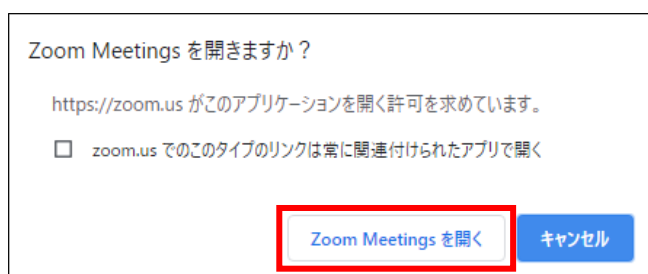 Zoom Meetings を開きますか？
https://zoom.us がこのアプリケーションを開く許可を求めています。
zoom.us でのこのタイプのリンクは常に関連付けられたアプリで開く
Zoom Meetings を開く
キャンセル